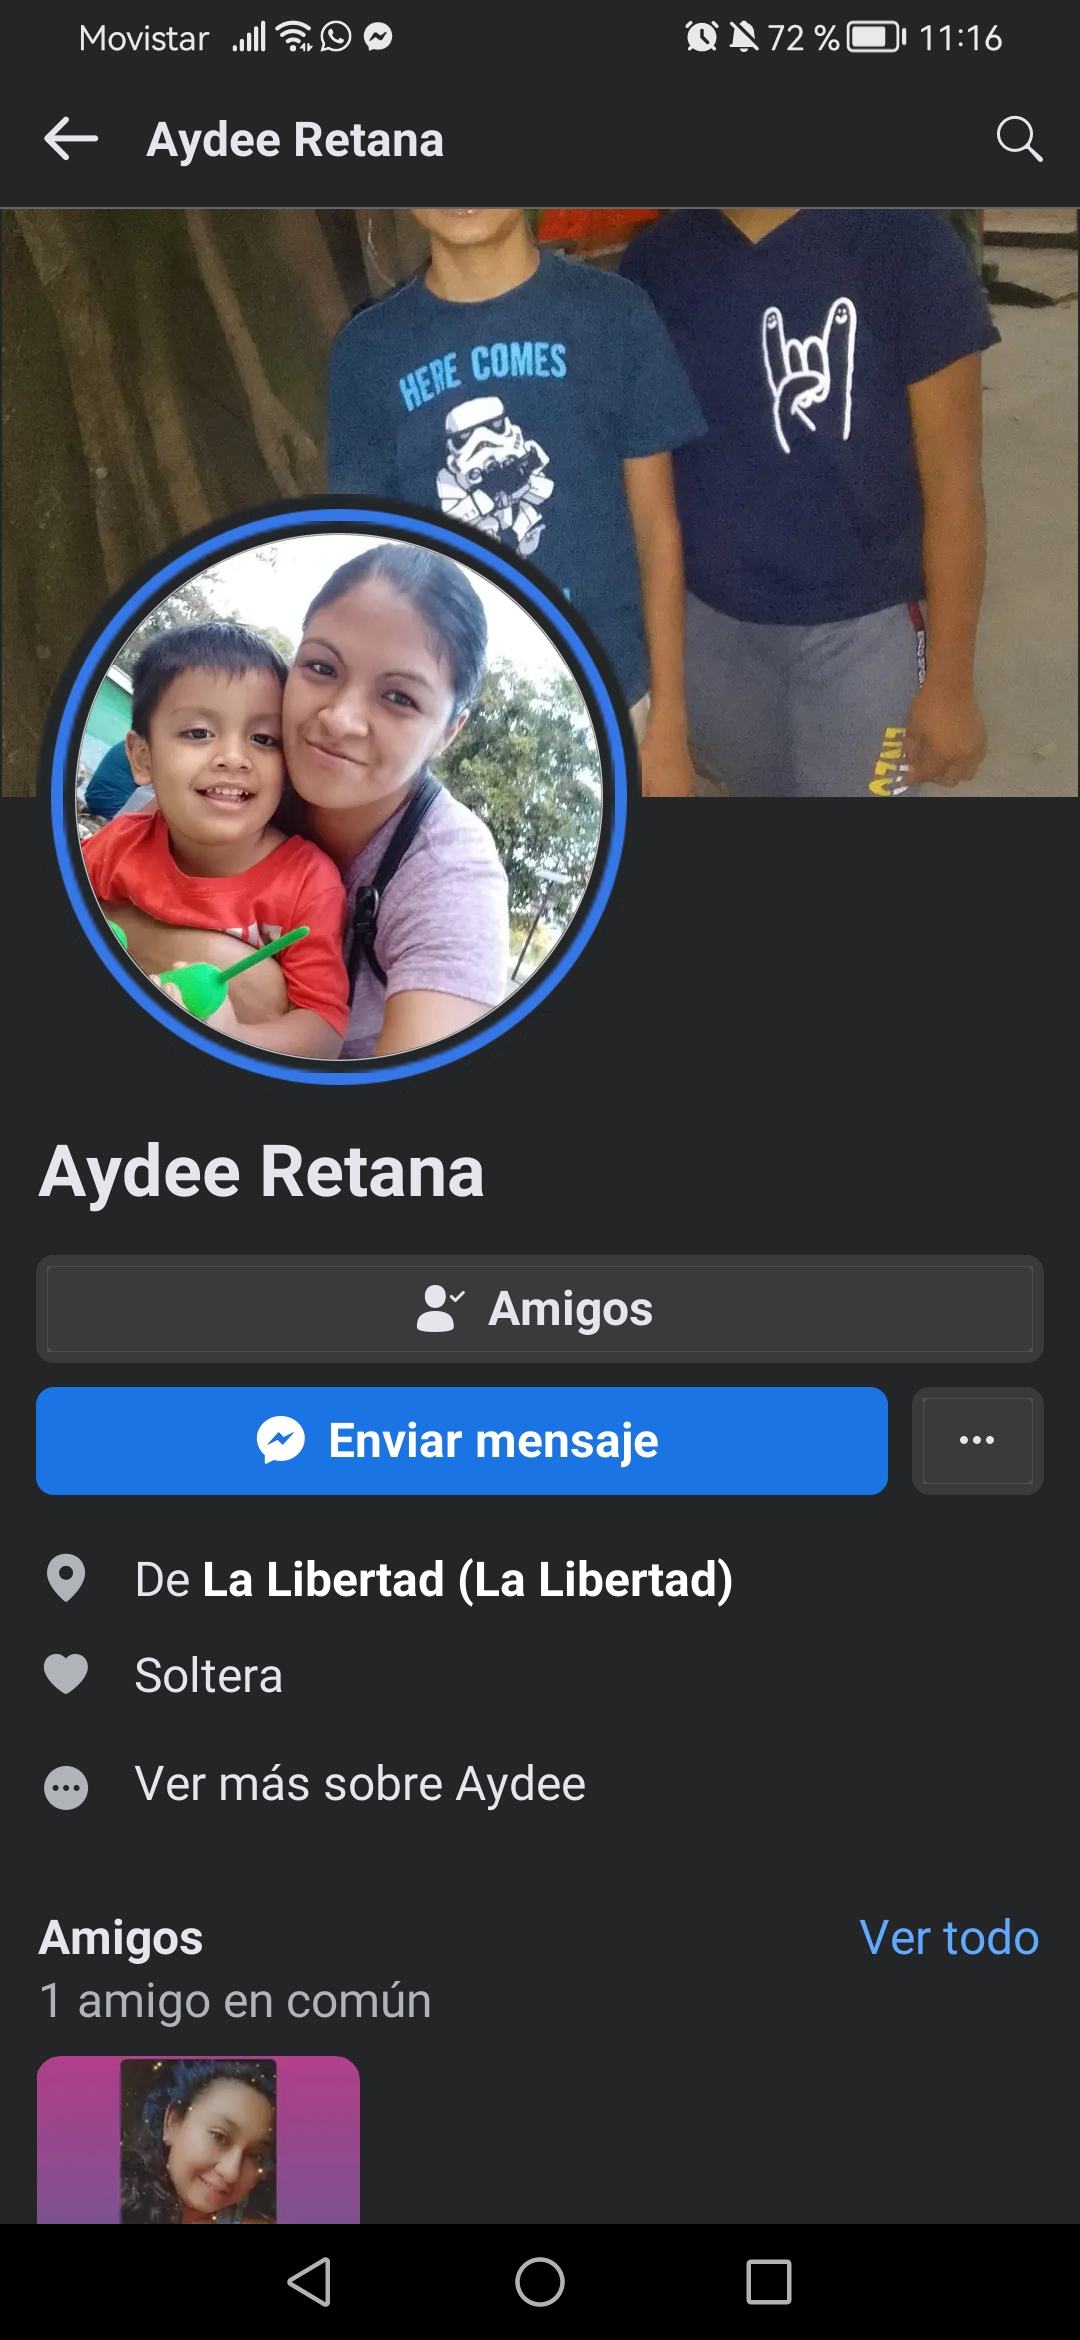 Movistar 72 % 11:16
Aydee Retana
HERE COMES
Aydee Retana
Amigos
Enviar mensaje
De La Libertad (La Libertad)
Soltera
Ver más sobre Aydee
Amigos
Ver todo
1 amigo en común